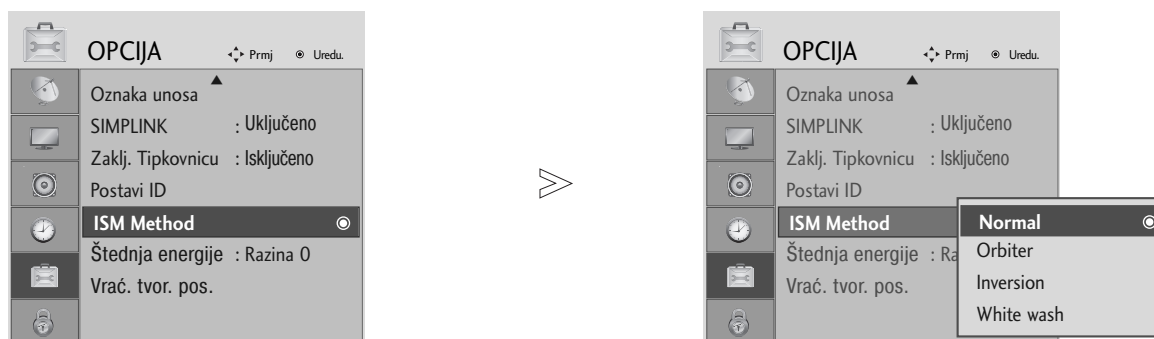 OPCIJA Prmj Uredu.
Oznaka unosa
SIMPLINK : Uključeno
Zaklj. Tipkovnicu : Isključeno
Postavi ID
ISM Method
Štednja energije : Razina 0
Vrać. tvor. pos.
OPCIJA Prmj Uredu.
Oznaka unosa
SIMPLINK : Uključeno
Zaklj. Tipkovnicu : Isključeno
Postavi ID
ISM Method
Štednja energije : Ra
Vrać. tvor. pos.
Normal
Orbiter
Inversion
White wash